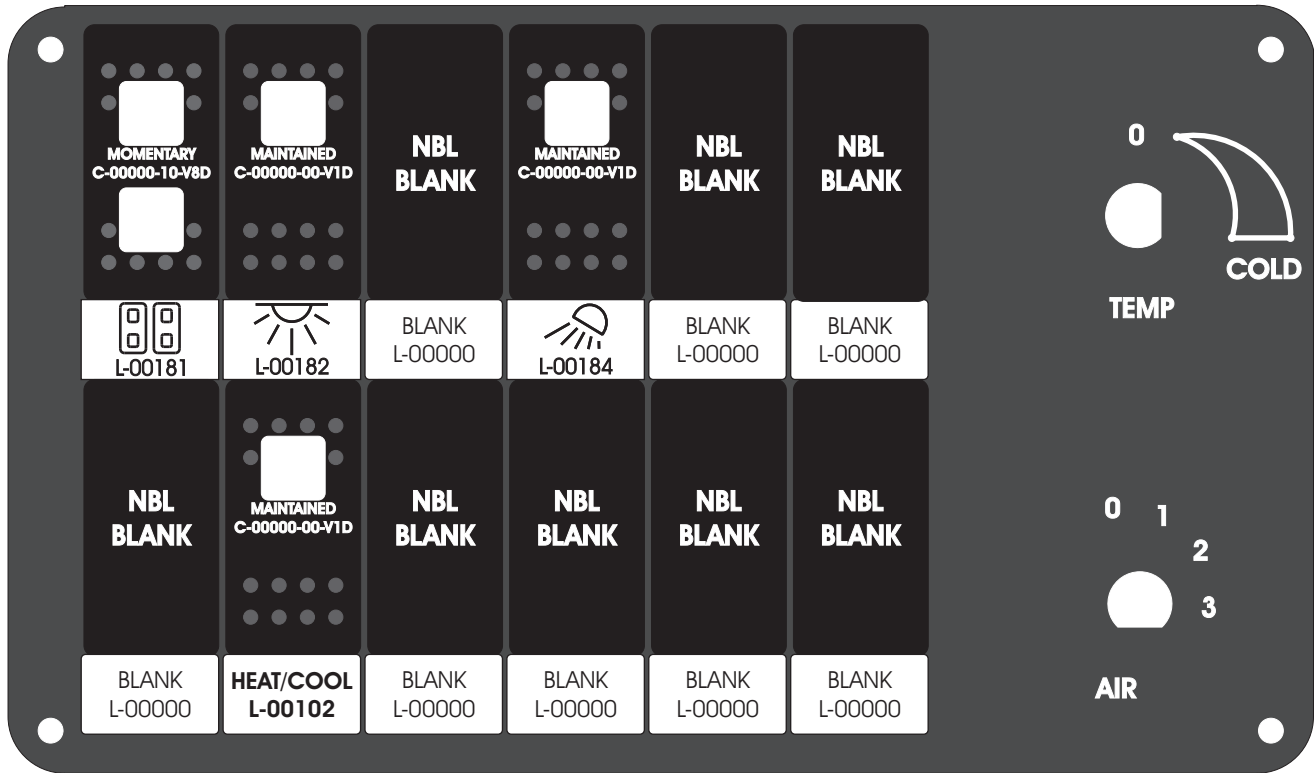 MOMENTARY
C-00000-10-V8D
MAINTAINED
C-00000-00-V1D
NBL
BLANK
MAINTAINED
C-00000-00-V1D
NBL
BLANK
NBL
BLANK
L-00181
L-00182
BLANK
L-00000
L-00184
BLANK
L-00000
BLANK
L-00000
NBL
BLANK
MAINTAINED
C-00000-00-V1D
NBL
BLANK
NBL
BLANK
NBL
BLANK
NBL
BLANK
BLANK
L-00000
HEAT/COOL
L-00102
BLANK
L-00000
BLANK
L-00000
BLANK
L-00000
BLANK
L-00000
0
COLD
TEMP
0
1
2
3
AIR